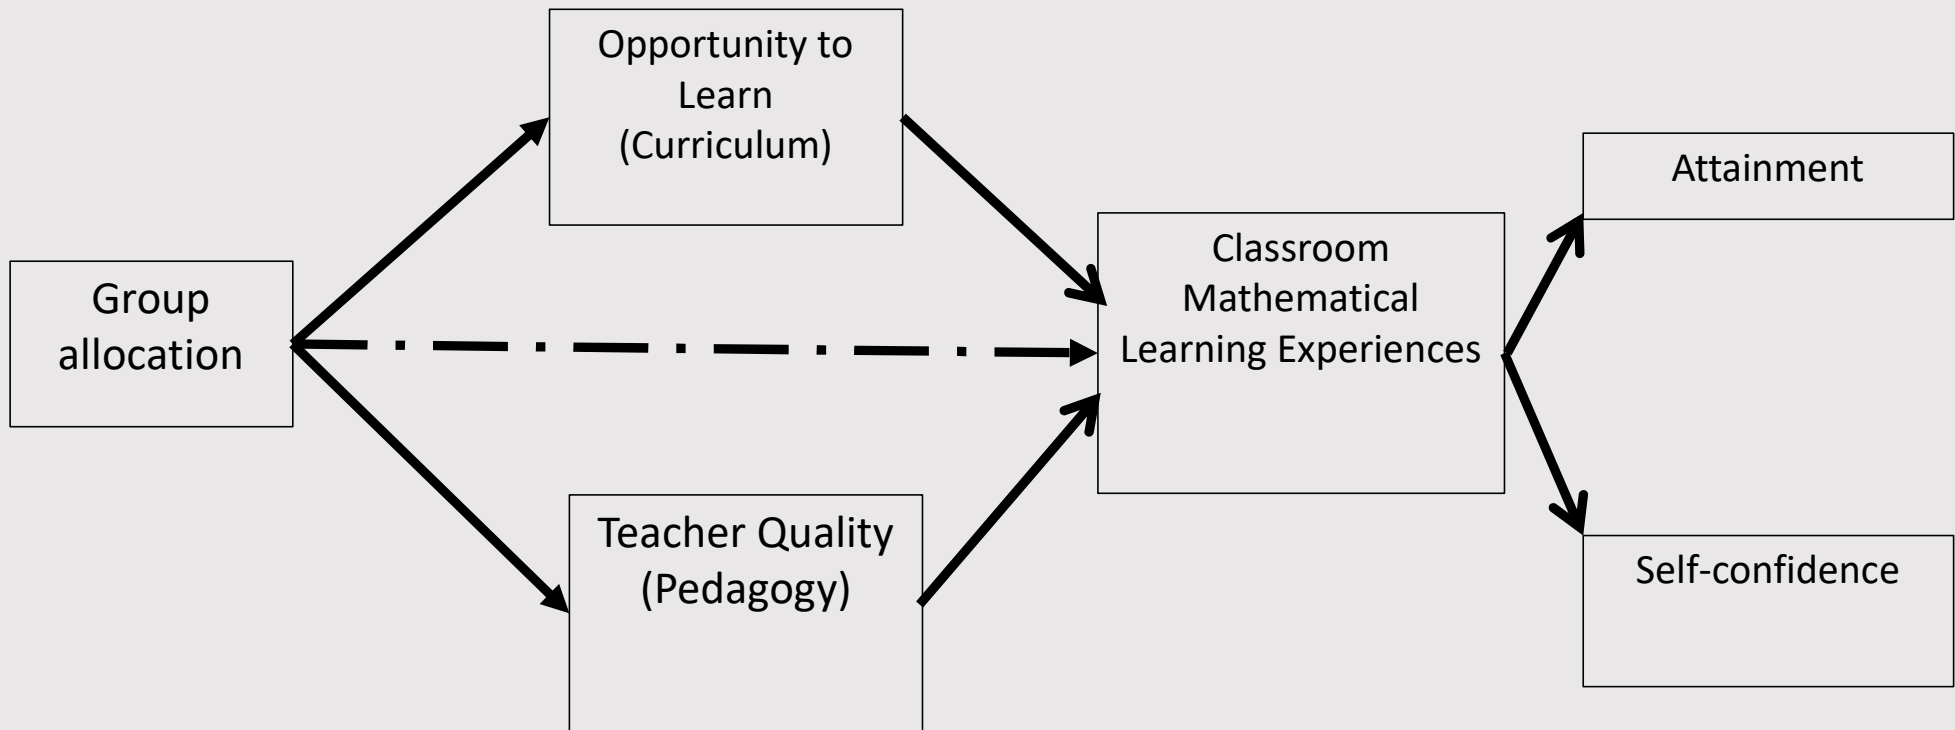 Opportunity to
Learn
(Curriculum)
Attainment
Group
allocation
Classroom
Mathematical
Learning Experiences
Teacher Quality
(Pedagogy)
Self-confidence